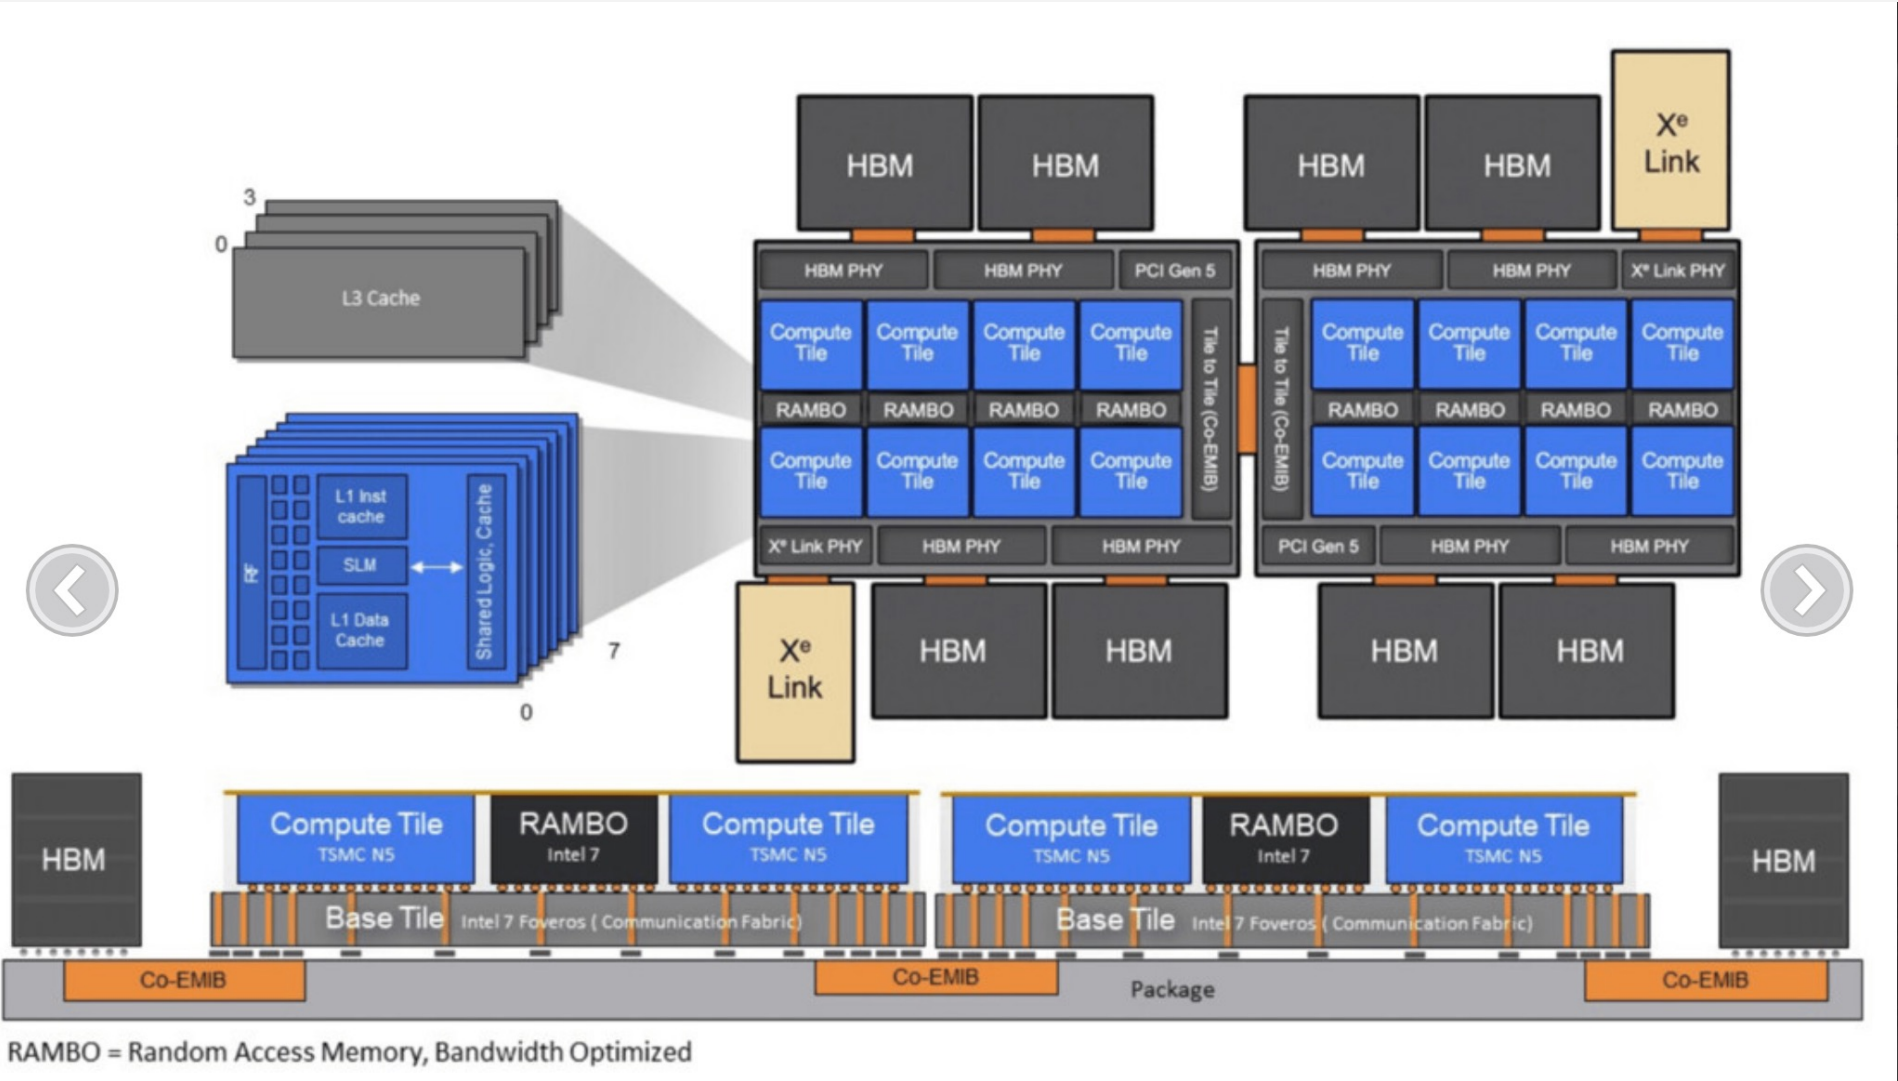 HBM
HBM
HBM
HBM
Xe
Link
3
0
L3 Cache
HBM PHY
HBM PHY
PCI Gen 5
HBM PHY
HBM PHY
Xe Link PHY
Compute
Tile
Compute
Tile
Compute
Tile
Compute
Tile
Tile to Tile (Co-EMIB)
Tile to Tile (Co-EMIB)
Compute
Tile
Compute
Tile
Compute
Tile
Compute
Tile
RAMBO
RAMBO
RAMBO
RAMBO
RAMBO
RAMBO
RAMBO
RAMBO
Compute
Tile
Compute
Tile
Compute
Tile
Compute
Tile
Compute
Tile
Compute
Tile
Compute
Tile
Compute
Tile
Xe Link PHY
HBM PHY
HBM PHY
PCI Gen 5
HBM PHY
HBM PHY
RF
L1 Inst
cache
SLM
L1 Data
Cache
Shared Logic, Cache
7
0
Xe
Link
HBM
HBM
HBM
HBM
HBM
Compute Tile
TSMC N5
RAMBO
Intel 7
Compute Tile
TSMC N5
Compute Tile
TSMC N5
RAMBO
Intel 7
Compute Tile
TSMC N5
HBM
Base Tile Intel 7 Foveros ( Communication Fabric)
Base Tile Intel 7 Foveros ( Communication Fabric)
Co-EMIB
Co-EMIB
Package
Co-EMIB
RAMBO = Random Access Memory, Bandwidth Optimized